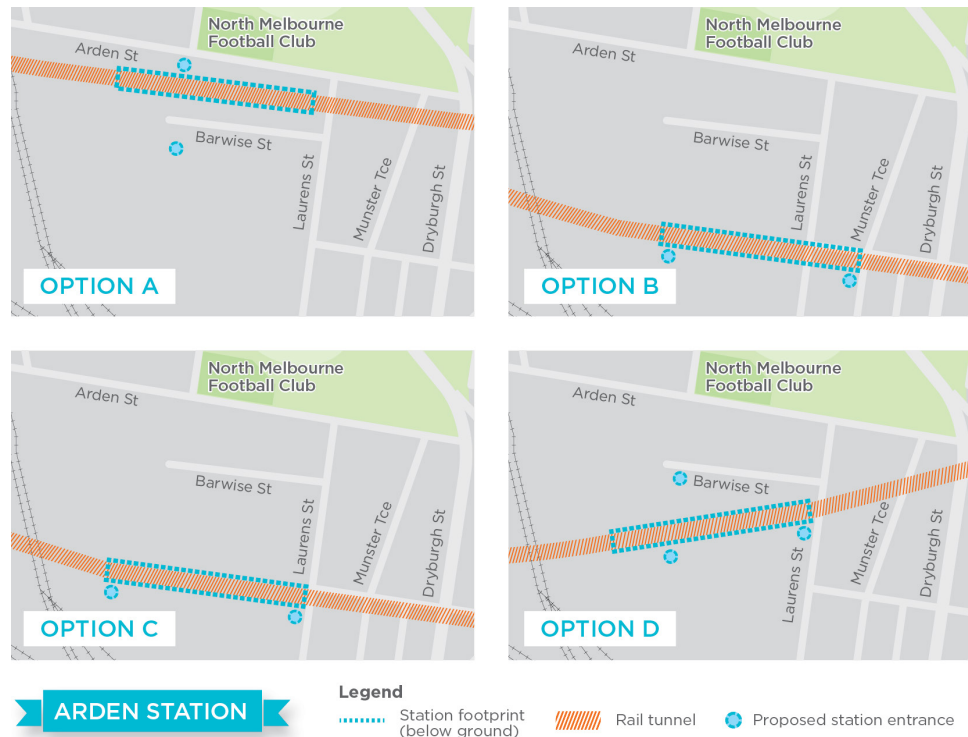 North Melbourne
Football Club
Arden St
Barwise St
Laurens St
Munster Tce
Dryburgh St
OPTION A
North Melbourne
Football Club
Arden St
Barwise St
Laurens St
Munster Tce
Dryburgh St
OPTION B
North Melbourne
Football Club
Arden St
Barwise St
Laurens St
Munster Tce
Dryburgh St
OPTION C
North Melbourne
Football Club
Arden St
Barwise St
Laurens St
Munster Tce
Dryburgh St
OPTION D
ARDEN STATION
Legend
Station footprint
(below ground)
Rail tunnel
Proposed station entrance